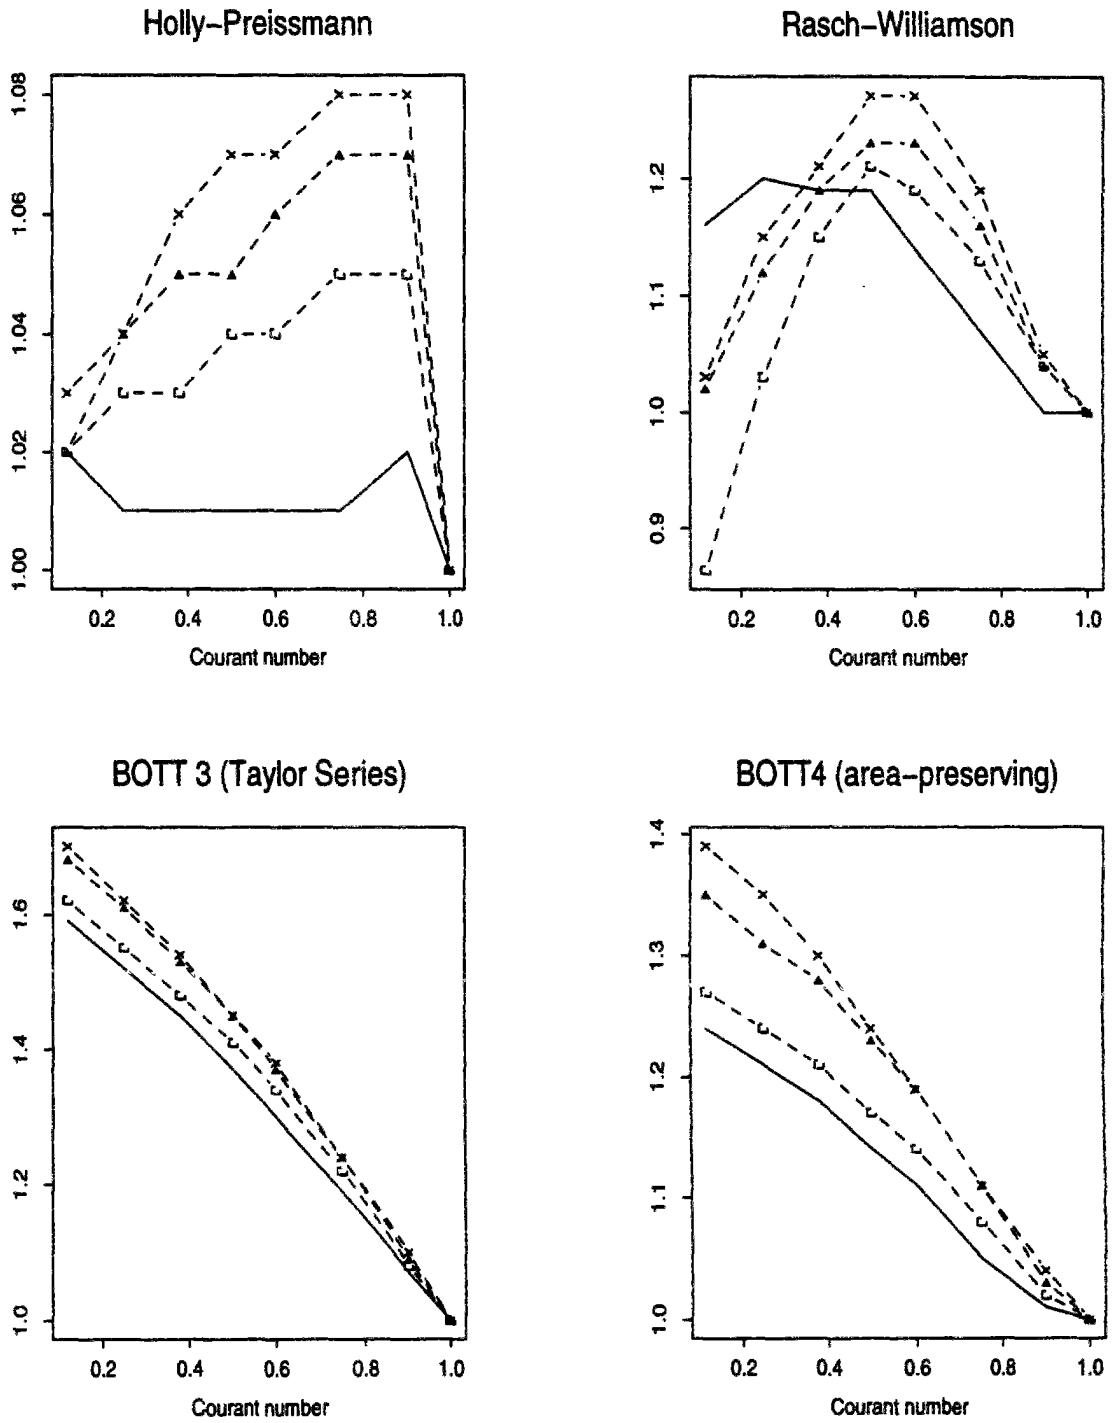 Holly-Preissmann
1.08
1.06
1.04
1.02
1.00
0.2 0.4 0.6 0.8 1.0
Courant number
Rasch-Williamson
1.2
1.1
1.0
0.9
0.2 0.4 0.6 0.8 1.0
Courant number
BOTT 3 (Taylor Series)
1.6
1.4
1.2
1.0
0.2 0.4 0.6 0.8 1.0
Courant number
BOTT4 (area-preserving)
1.4
1.3
1.2
1.1
1.0
0.2 0.4 0.6 0.8 1.0
Courant number